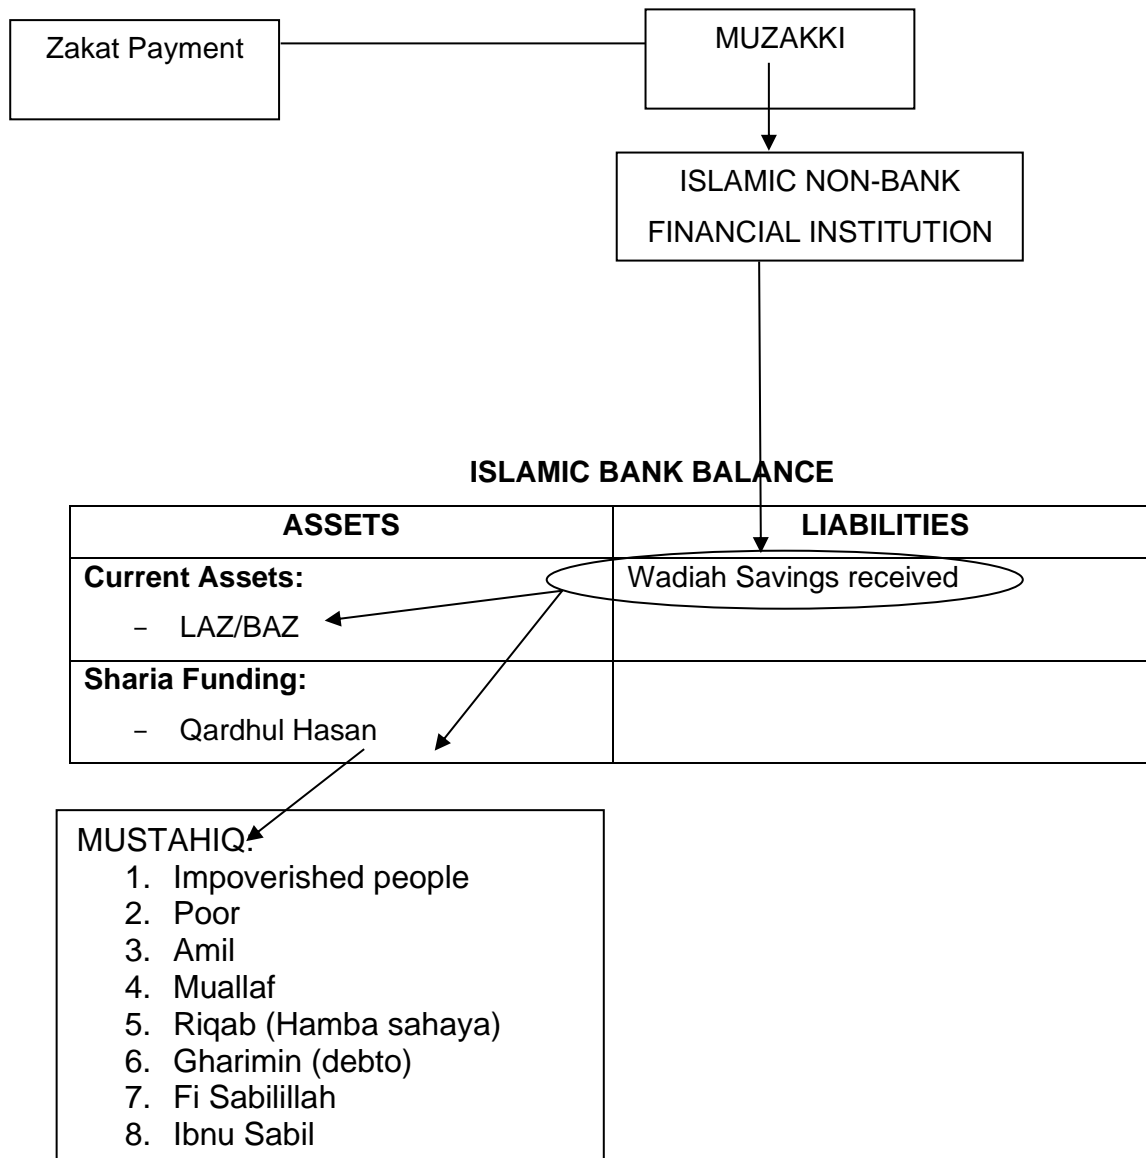 Zakat Payment
MUZAKKI
ISLAMIC NON-BANK
FINANCIAL INSTITUTION
ISLAMIC BANK BALANCE
ASSETS
LIABILITIES
Current Assets:
Wadiah Savings received
- LAZ/BAZ
Sharia Funding:
- Qardhul Hasan
MUSTAHIQ:
1. Impoverished people
2. Poor
3. Amil
4. Muallaf
5. Riqab (Hamba sahaya)
6. Gharimin (debto)
7. Fi Sabilillah
8. Ibnu Sabil